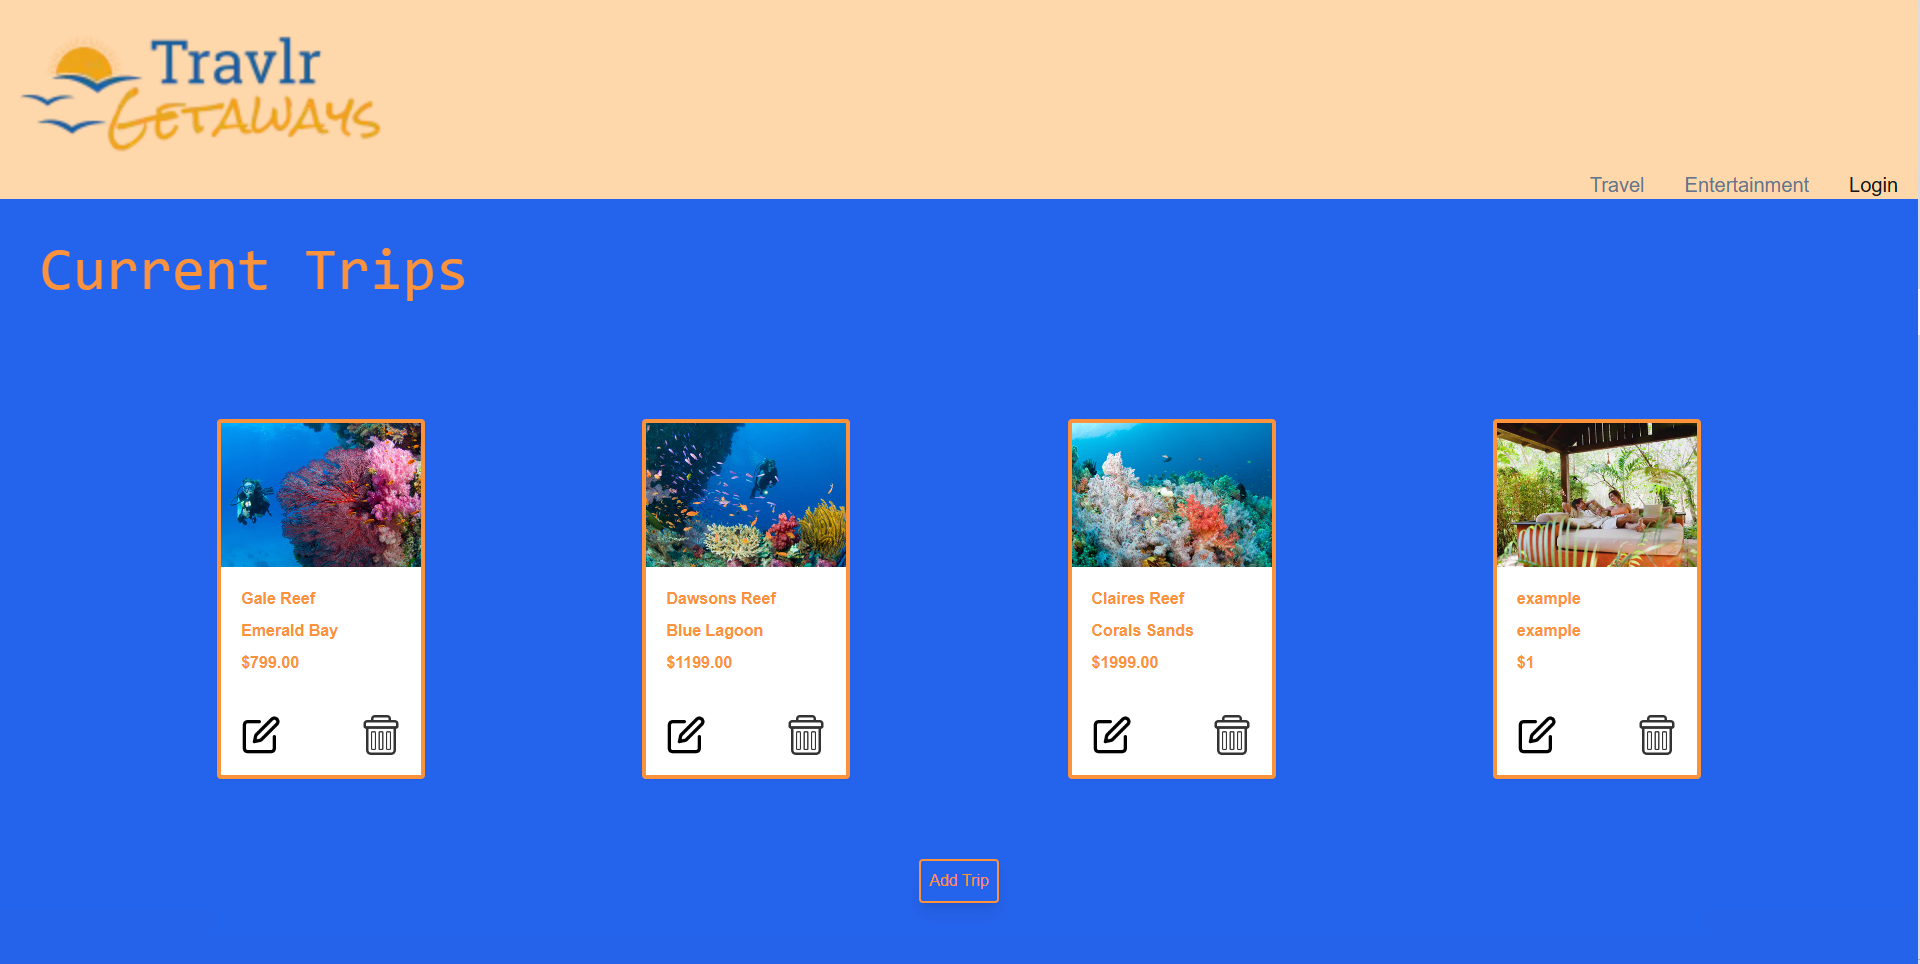 Travlr
Getaways
Travel Entertainment Login
Current Trips
Gale Reef
Emerald Bay
$799.00
Dawsons Reef
Blue Lagoon
$1199.00
Claires Reef
Corals Sands
$1999.00
example
example
$1
Add Trip